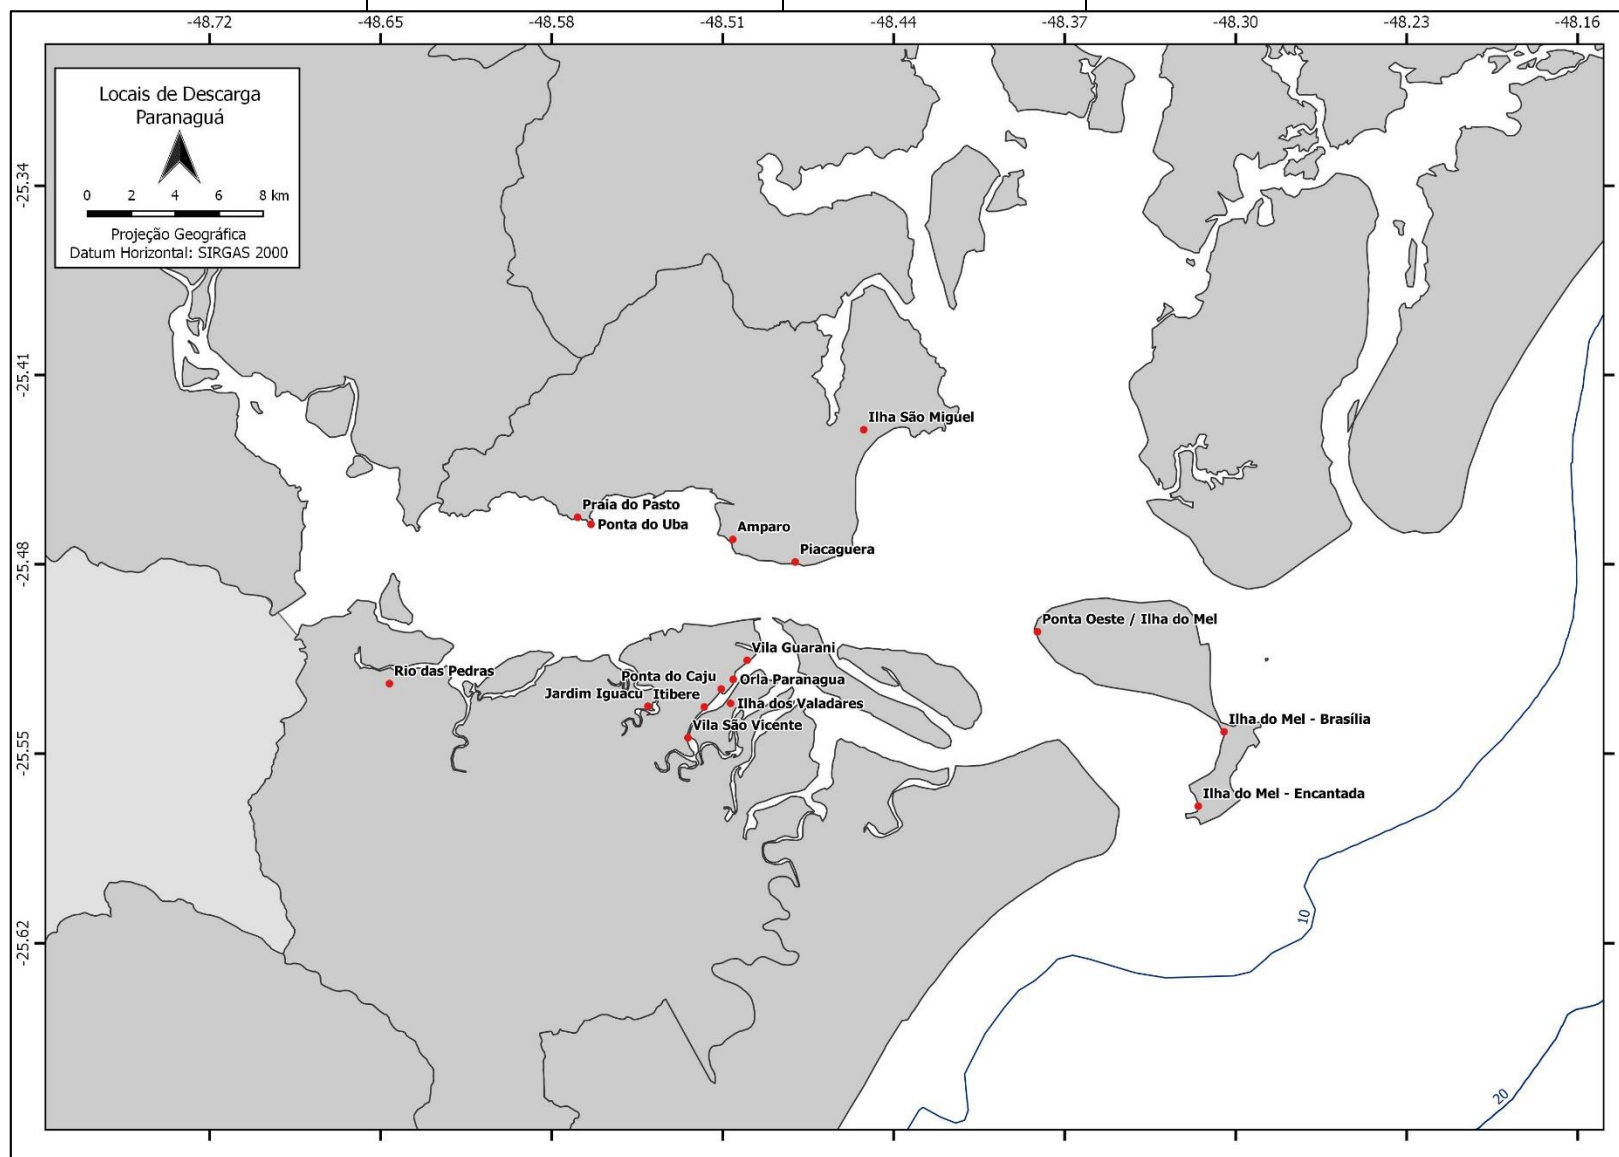 -48.72 -48.65 -48.58 -48.51 -48.44 -48.37 -48.30 -48.23 -48.16
Locais de Descarga
Paranaguá
0 2 4 6 8 km
Projeção Geográfica
Datum Horizontal: SIRGAS 2000
-25.34
-25.41
-25.48
-25.55
-25.62
Ilha São Miguel
Praia do Pasto
Ponta do Uba
Amparo
Piacaguera
Ponta Oeste / Ilha do Mel
Vila Guarani
Rio das Pedras
Ponta do Caju
Orla Paranagua
Jardim Iguacu
Itibere
Ilha dos Valadares
Vila São Vicente
Ilha do Mel - Brasília
Ilha do Mel - Encantada
10
20